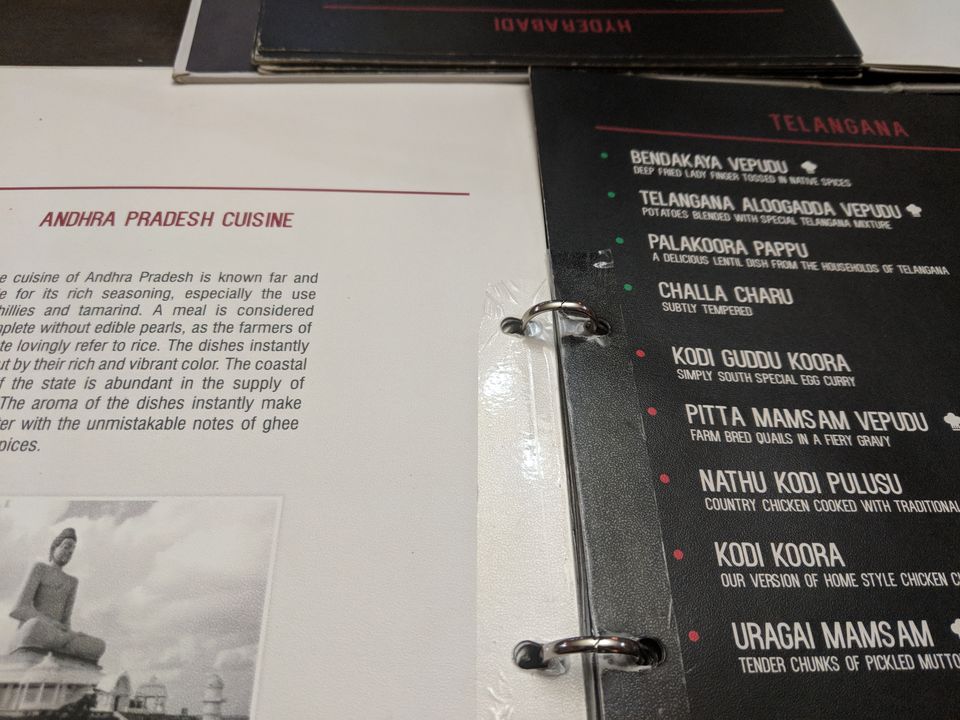 HYDERABADI
ANDHRA PRADESH CUISINE
cuisine of Andhra Pradesh is known far and
for its rich seasoning, especially the use
hillies and tamarind. A meal is considered
plete without edible pearls, as the farmers of
te lovingly refer to rice. The dishes instantly
ut by their rich and vibrant color. The coastal
f the state is abundant in the supply of
The aroma of the dishes instantly make
ter with the unmistakable notes of ghee
pices.
TELANGANA
BENDAKAYA VEPUDU
DEEP FRIED LADY FINGER TOSSED IN NATIVE SPICES
TELANGANA ALOOGADDA VEPUDU
POTATOES BLENDED WITH SPECIAL TELANGANA MIXTURE
PALAKOORA PAPPU
A DELICIOUS LENTIL DISH FROM THE HOUSEHOLDS OF TELANGANA
CHALLA CHARU
SUBTLY TEMPERED
KODI GUDDU KOORA
SIMPLY SOUTH SPECIAL EGG CURRY
PITTA MAMSAM VEPUDU
FARM BRED QUAILS IN A FIERY GRAVY
NATHU KODI PULUSU
COUNTRY CHICKEN COOKED WITH TRADITIONAL
KODI KOORA
OUR VERSION OF HOME STYLE CHICKEN
URAGAI MAMSAM
TENDER CHUNKS OF PICKLED MUTTO